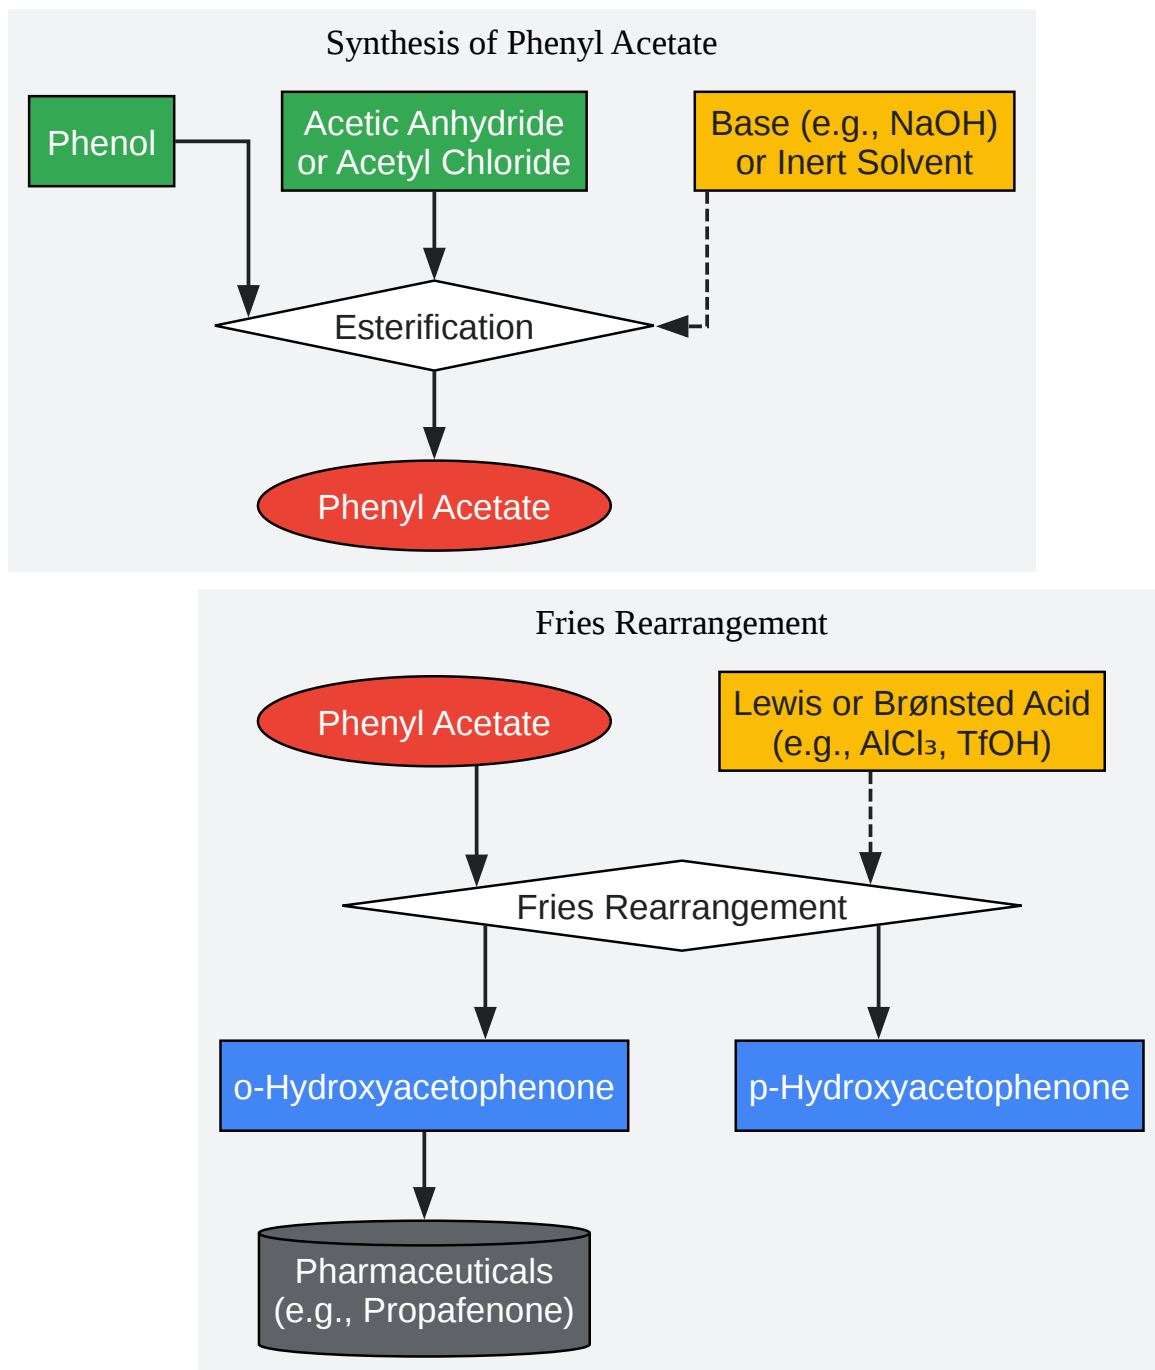 Synthesis of Phenyl Acetate
Phenol
Acetic Anhydride
or Acetyl Chloride
Base (e.g., NaOH)
or Inert Solvent
Esterification
Phenyl Acetate
Fries Rearrangement
Phenyl Acetate
Lewis or Brønsted Acid
(e.g., AlCl₃, TfOH)
Fries Rearrangement
o-Hydroxyacetophenone
p-Hydroxyacetophenone
Pharmaceuticals
(e.g., Propafenone)